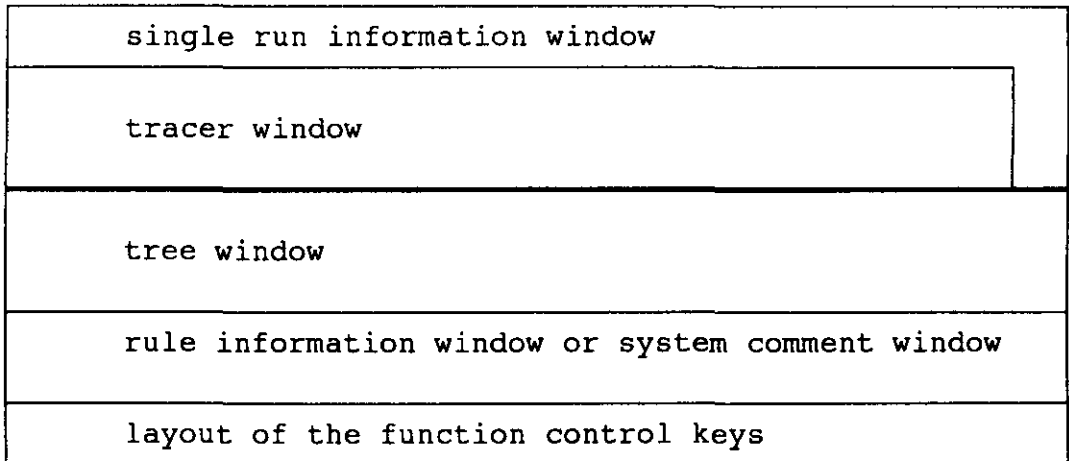 single run information window
tracer window
tree window
rule information window or system comment window
layout of the function control keys